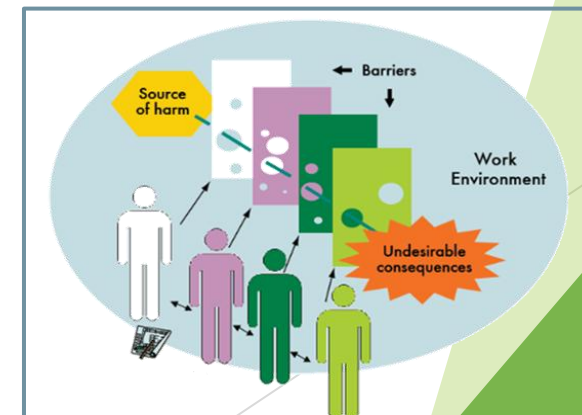 Source
of harm
Barriers
Work
Environment
Undesirable
consequences